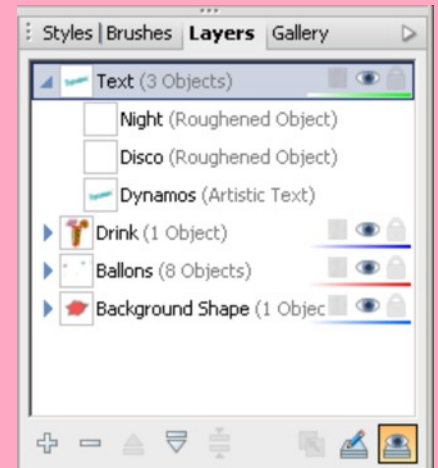 Styles | Brushes Layers Gallery
Text (3 Objects)
Night (Roughened Object)
Disco (Roughened Object)
Dynamos (Artistic Text)
Drink (1 Object)
Ballons (8 Objects)
Background Shape (1 Objec